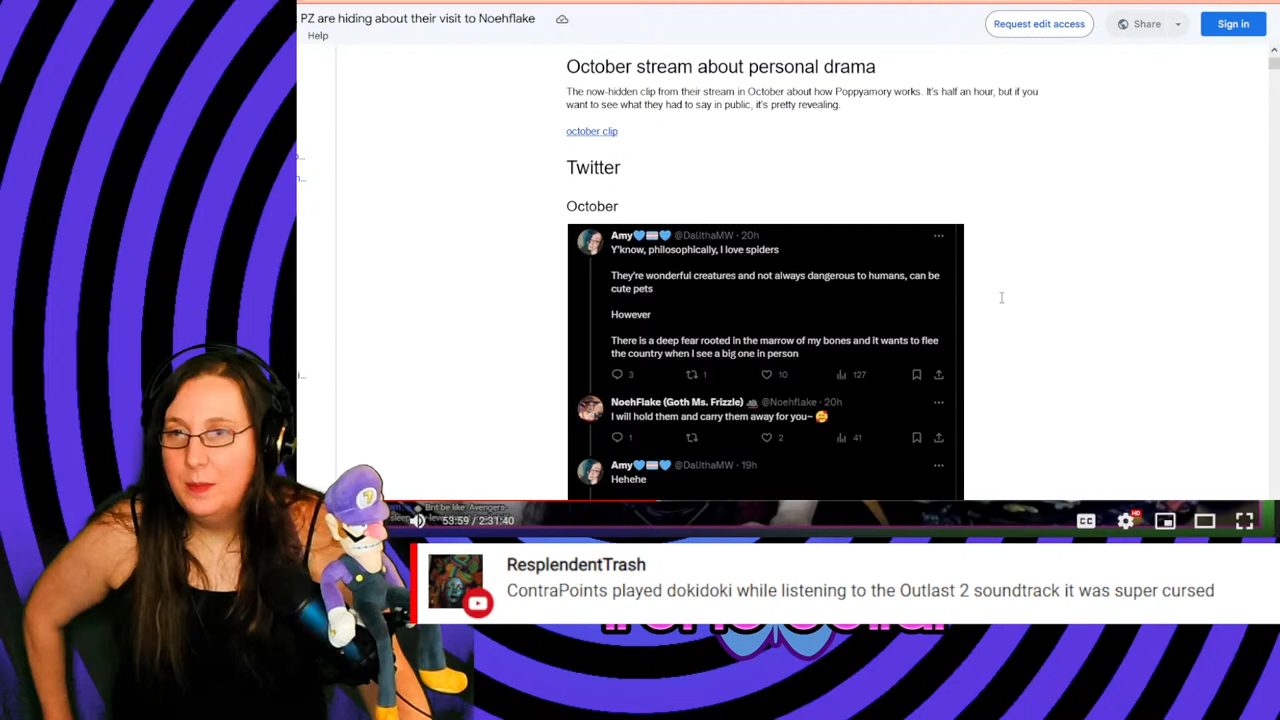 PZ are hiding about their visit to Noehflake
Help
Request edit access
Share
Sign in
October stream about personal drama
The now-hidden clip from their stream in October about how Poppyamory works. It's half an hour, but if you
want to see what they had to say in public, it's pretty revealing.
october clip
Twitter
October
Amy💙🏳️‍⚧️💙 @DalithaMW · 20h
Y'know, philosophically, I love spiders
They're wonderful creatures and not always dangerous to humans, can be
cute pets
However
There is a deep fear rooted in the marrow of my bones and it wants to flee
the country when I see a big one in person
3 1 10 127
NoehFlake (Goth Ms. Frizzle) @Noehflake · 20h
I will hold them and carry them away for you~ 🥰
1 2 41
Amy💙🏳️‍⚧️💙 @DalithaMW · 19h
Hehehe
Brit be like 'Avengers
53:59 / 2:31:40
CC
HD
ResplendentTrash
ContraPoints played dokidoki while listening to the Outlast 2 soundtrack it was super cursed